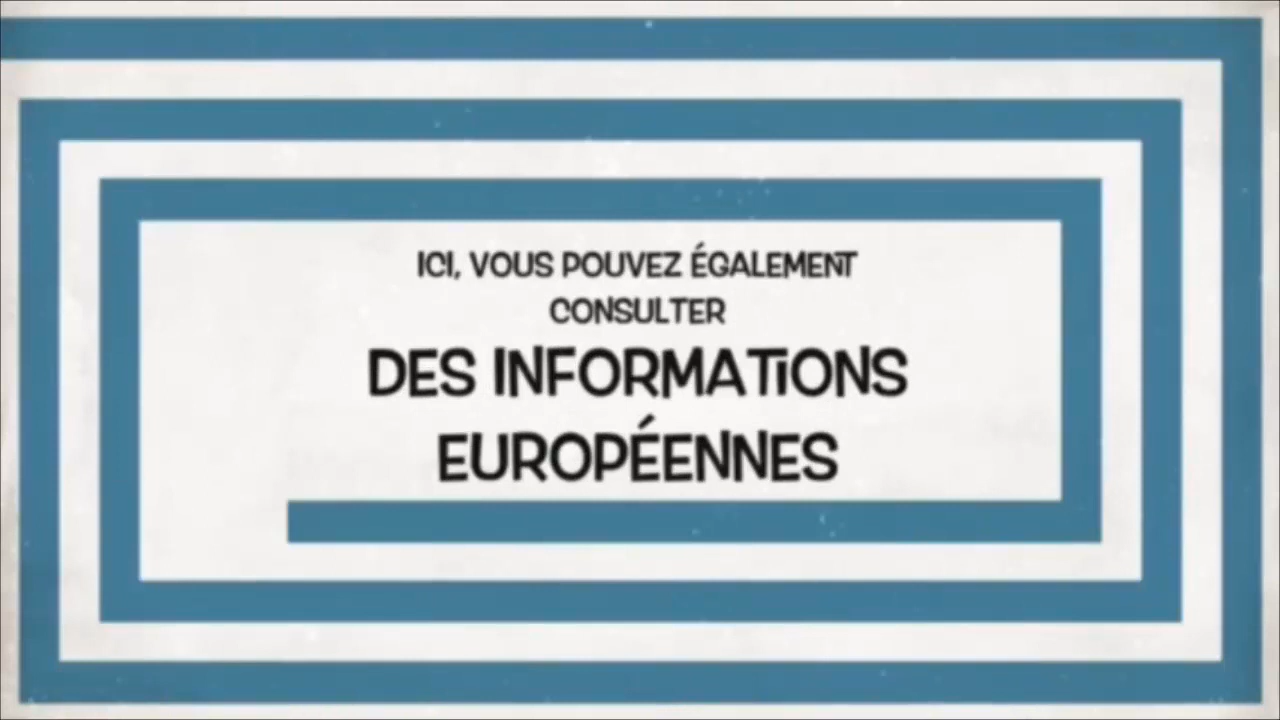 ICI, VOUS POUVEZ ÉGALEMENT
CONSULTER
DES INFORMATIONS
EUROPÉENNES